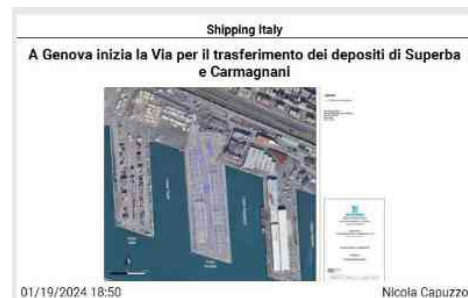 Shipping Italy
A Genova inizia la Via per il trasferimento dei depositi di Superba
e Carmagnani
01/19/2024 18:50
Nicola Capuzzo